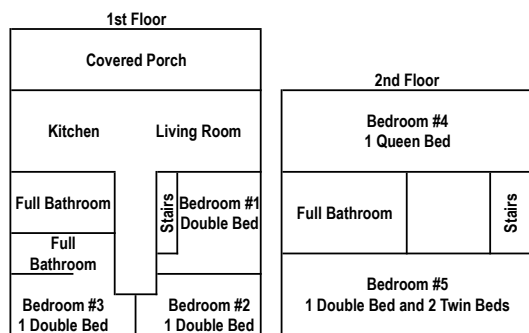 1st Floor
Covered Porch
Kitchen
Living Room
Full Bathroom
Stairs
Bedroom #1
Double Bed
Full
Bathroom
Bedroom #3
1 Double Bed
Bedroom #2
1 Double Bed
2nd Floor
Bedroom #4
1 Queen Bed
Full Bathroom
Stairs
Bedroom #5
1 Double Bed and 2 Twin Beds